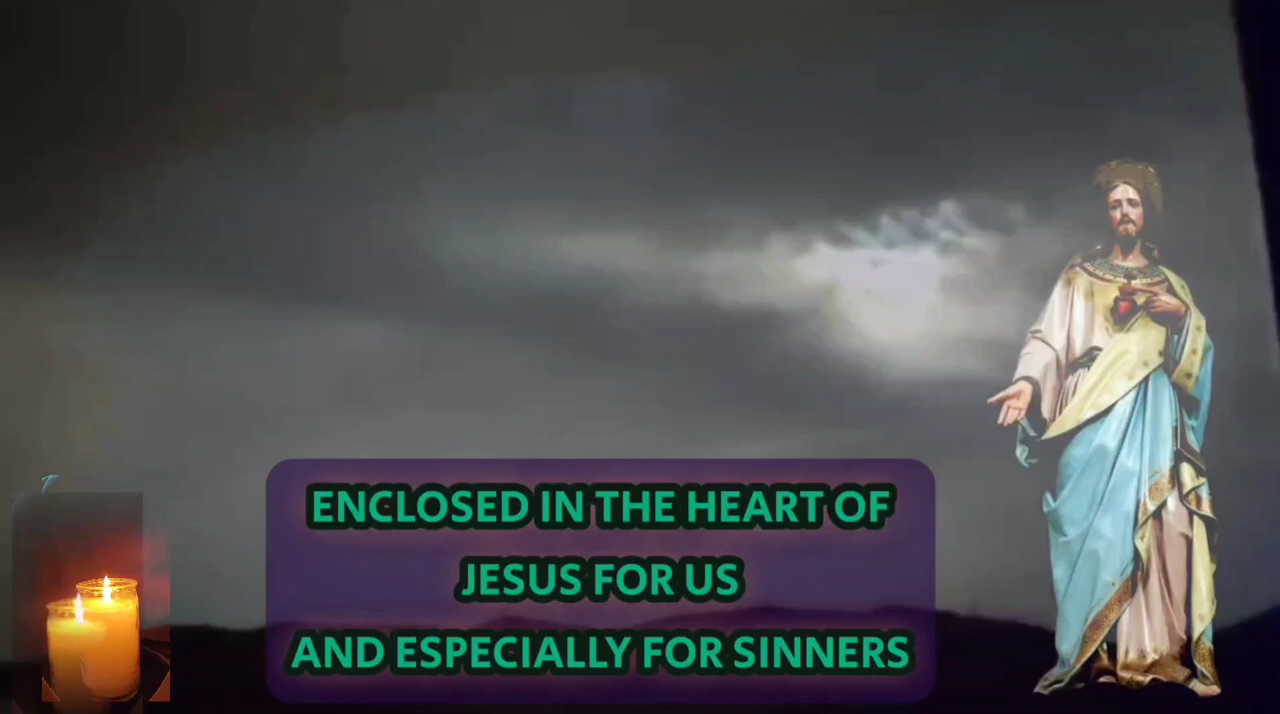 ENCLOSED IN THE HEART OF
JESUS FOR US
AND ESPECIALLY FOR SINNERS